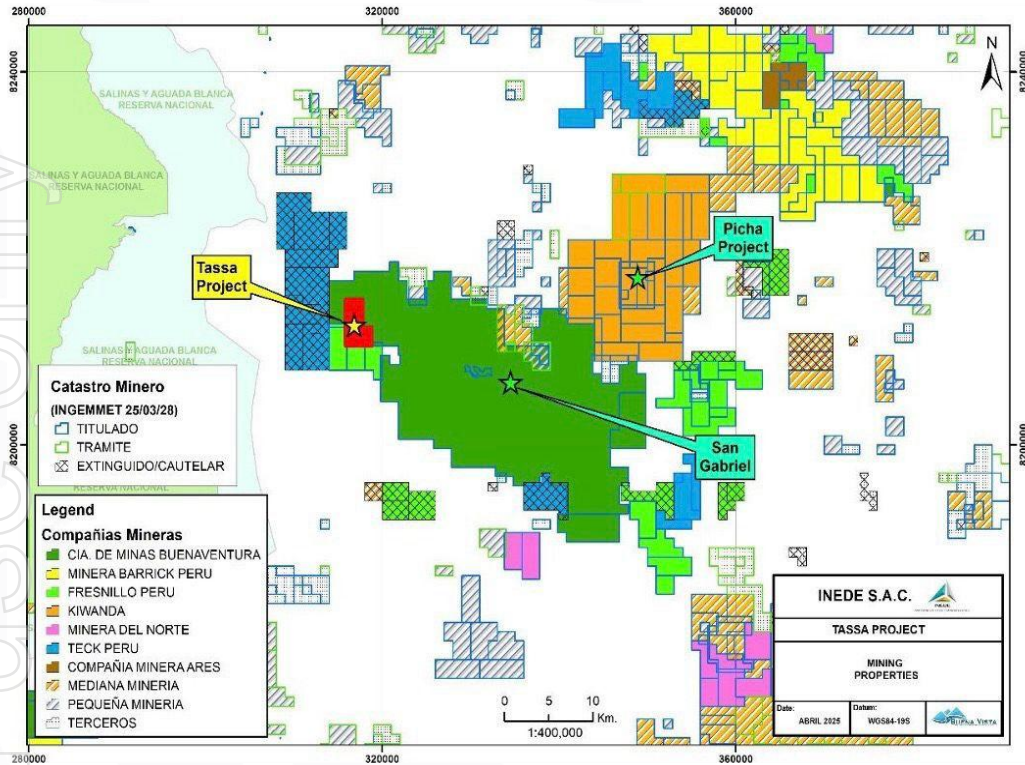 280000
320000
360000
8240000
8240000
N
SALINAS Y AGUADA BLANCA
RESERVA NACIONAL
SALINAS Y AGUADA BLANCA
RESERVA NACIONAL
Picha
Project
Tassa
Project
SALINAS Y AGUADA BLANCA
RESERVA NACIONAL
Catastro Minero
(INGEMMET 25/03/28)
TITULADO
TRAMITE
EXTINGUIDO/CAUTELAR
RESERVA NACIONAL
8200000
8200000
San
Gabriel
Legend
Compañias Mineras
CIA. DE MINAS BUENAVENTURA
MINERA BARRICK PERU
FRESNILLO PERU
KIWANDA
MINERA DEL NORTE
TECK PERU
COMPAÑIA MINERA ARES
MEDIANA MINERIA
PEQUEÑA MINERIA
TERCEROS
0 5 10
Km.
1:400,000
INEDE S.A.C.
TASSA PROJECT
MINING
PROPERTIES
Date:
ABRIL 2025
Datum:
WGS84-19S
BUENA VISTA
280000
320000
360000